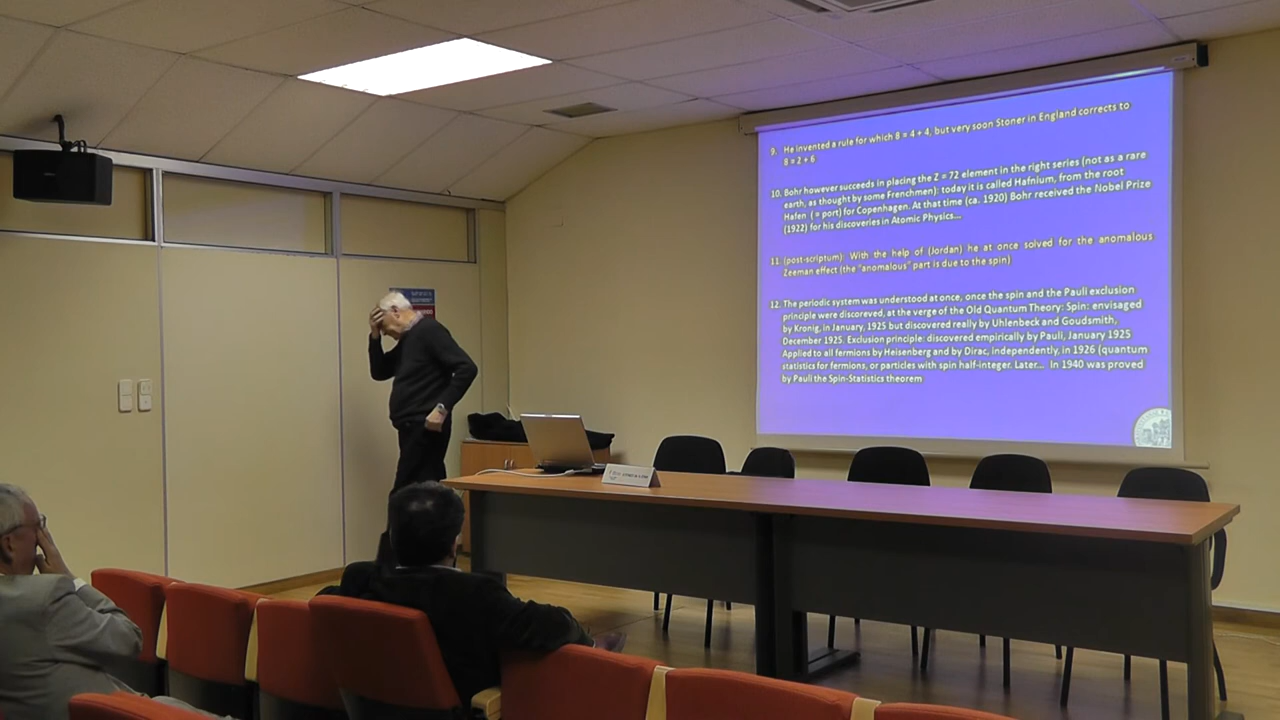 9. He invented a rule for which 8 = 4 + 4, but very soon Stoner in England corrects to
8 = 2 + 6
10. Bohr however succeeds in placing the Z = 72 element in the right series (not as a rare
earth, as thought by some Frenchmen): today it is called Hafnium, from the root
Hafen ( = port) for Copenhagen. At that time (ca. 1920) Bohr received the Nobel Prize
(1922) for his discoveries in Atomic Physics...
11. (post-scriptum). With the help of (Jordan) he at once solved for the anomalous
Zeeman effect (the "anomalous" part is due to the spin)
12. The periodic system was understood at once, once the spin and the Pauli exclusion
principle were discoreved, at the verge of the Old Quantum Theory: Spin: envisaged
by Kronig, in January, 1925 but discovered really by Uhlenbeck and Goudsmith,
December 1925. Exclusion principle: discovered empirically by Pauli, January 1925
Applied to all fermions by Heisenberg and by Dirac, independently, in 1926 (quantum
statistics for fermions, or particles with spin half-integer. Later... In 1940 was proved
by Pauli the Spin-Statistics theorem